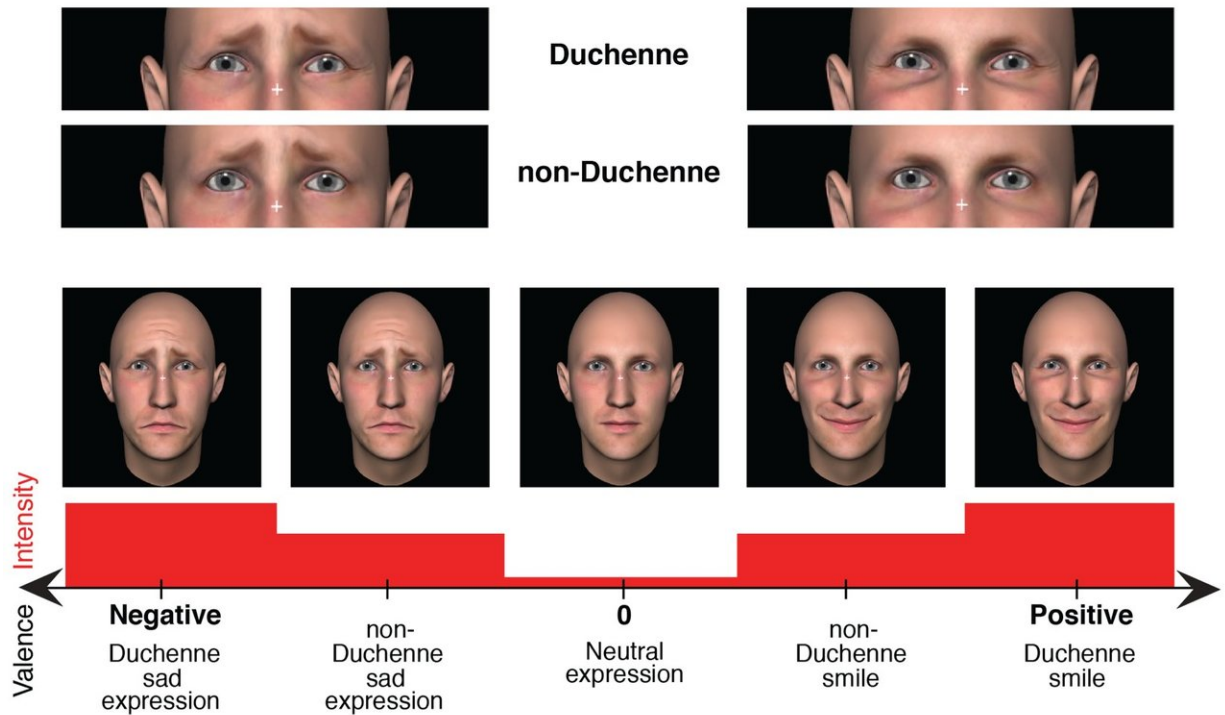 Duchenne
non-Duchenne
Intensity
Valence
Negative
0
Positive
Duchenne
sad
expression
non-
Duchenne
sad
expression
Neutral
expression
non-
Duchenne
smile
Duchenne
smile